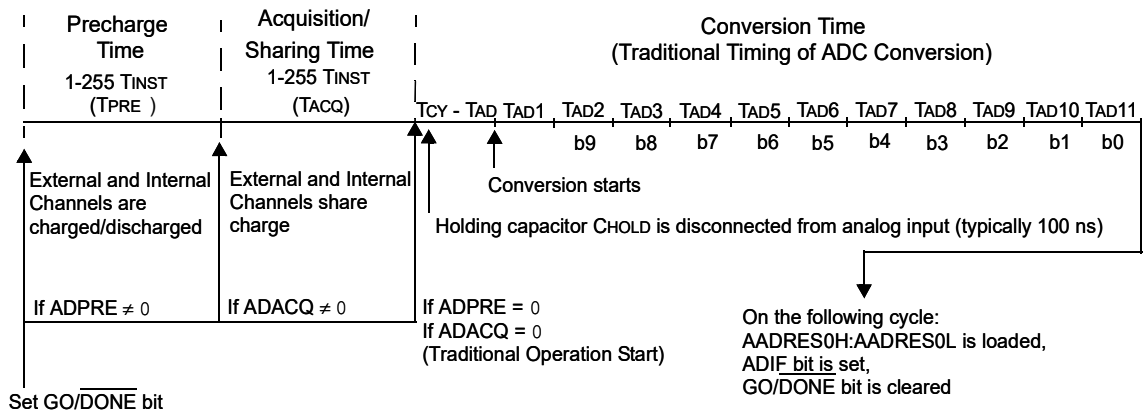 Precharge
Time
1-255 TINST
(TPRE )
Acquisition/
Sharing Time
1-255 TINST
(TACQ)
Conversion Time
(Traditional Timing of ADC Conversion)
TCY - TAD TAD1 TAD2 TAD3 TAD4 TAD5 TAD6 TAD7 TAD8 TAD9 TAD10 TAD11
b9 b8 b7 b6 b5 b4 b3 b2 b1 b0
External and Internal
Channels are
charged/discharged
External and Internal
Channels share
charge
Conversion starts
Holding capacitor CHOLD is disconnected from analog input (typically 100 ns)
If ADPRE ≠ 0
If ADACQ ≠ 0
If ADPRE = 0
If ADACQ = 0
(Traditional Operation Start)
On the following cycle:
AADRES0H:AADRES0L is loaded,
ADIF bit is set,
GO/DONE bit is cleared
Set GO/DONE bit